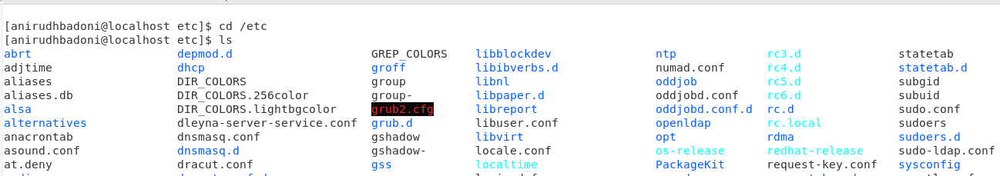 [anirudhbadoni@localhost etc]$ cd /etc
[anirudhbadoni@localhost etc]$ ls
abrt depmod.d GREP_COLORS libblockdev ntp rc3.d statetab
adjtime dhcp groff libibverbs.d numad.conf rc4.d statetab.d
aliases DIR_COLORS group libnl oddjob rc5.d subgid
aliases.db DIR_COLORS.256color group- libpaper.d oddjobd.conf rc6.d subuid
alsa DIR_COLORS.lightbgcolor grub2.cfg libreport oddjobd.conf.d rc.d sudo.conf
alternatives dleyna-server-service.conf grub.d libuser.conf openldap rc.local sudoers
anacrontab dnsmasq.conf gshadow libvirt opt rdma sudoers.d
asound.conf dnsmasq.d gshadow- locale.conf os-release redhat-release sudo-ldap.conf
at.deny dracut.conf gss localtime PackageKit request-key.conf sysconfig